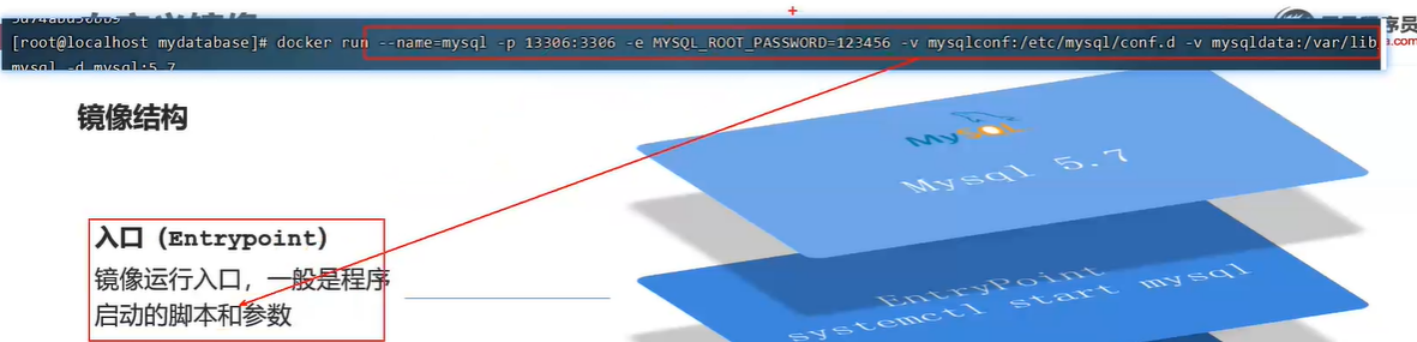 [root@localhost mydatabase]# docker run --name=mysql -p 13306:3306 -e MYSQL_ROOT_PASSWORD=123456 -v mysqlconf:/etc/mysql/conf.d -v mysqldata:/var/lib
mysql -d mysql:5.7
镜像结构
MySQL
Mysql 5.7
入口（Entrypoint）
镜像运行入口，一般是程序
启动的脚本和参数
EntryPoint
systemctl start mysql